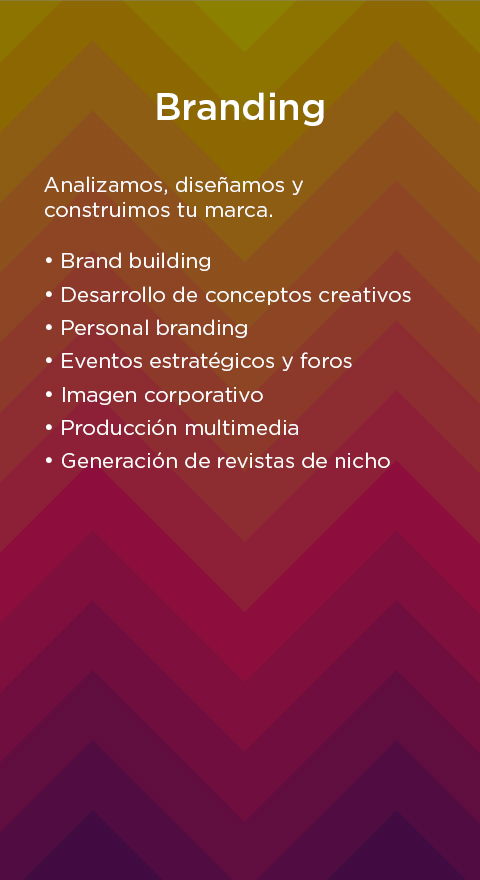 Branding
Analizamos, diseñamos y
construimos tu marca.
• Brand building
• Desarrollo de conceptos creativos
• Personal branding
• Eventos estratégicos y foros
• Imagen corporativo
• Producción multimedia
• Generación de revistas de nicho